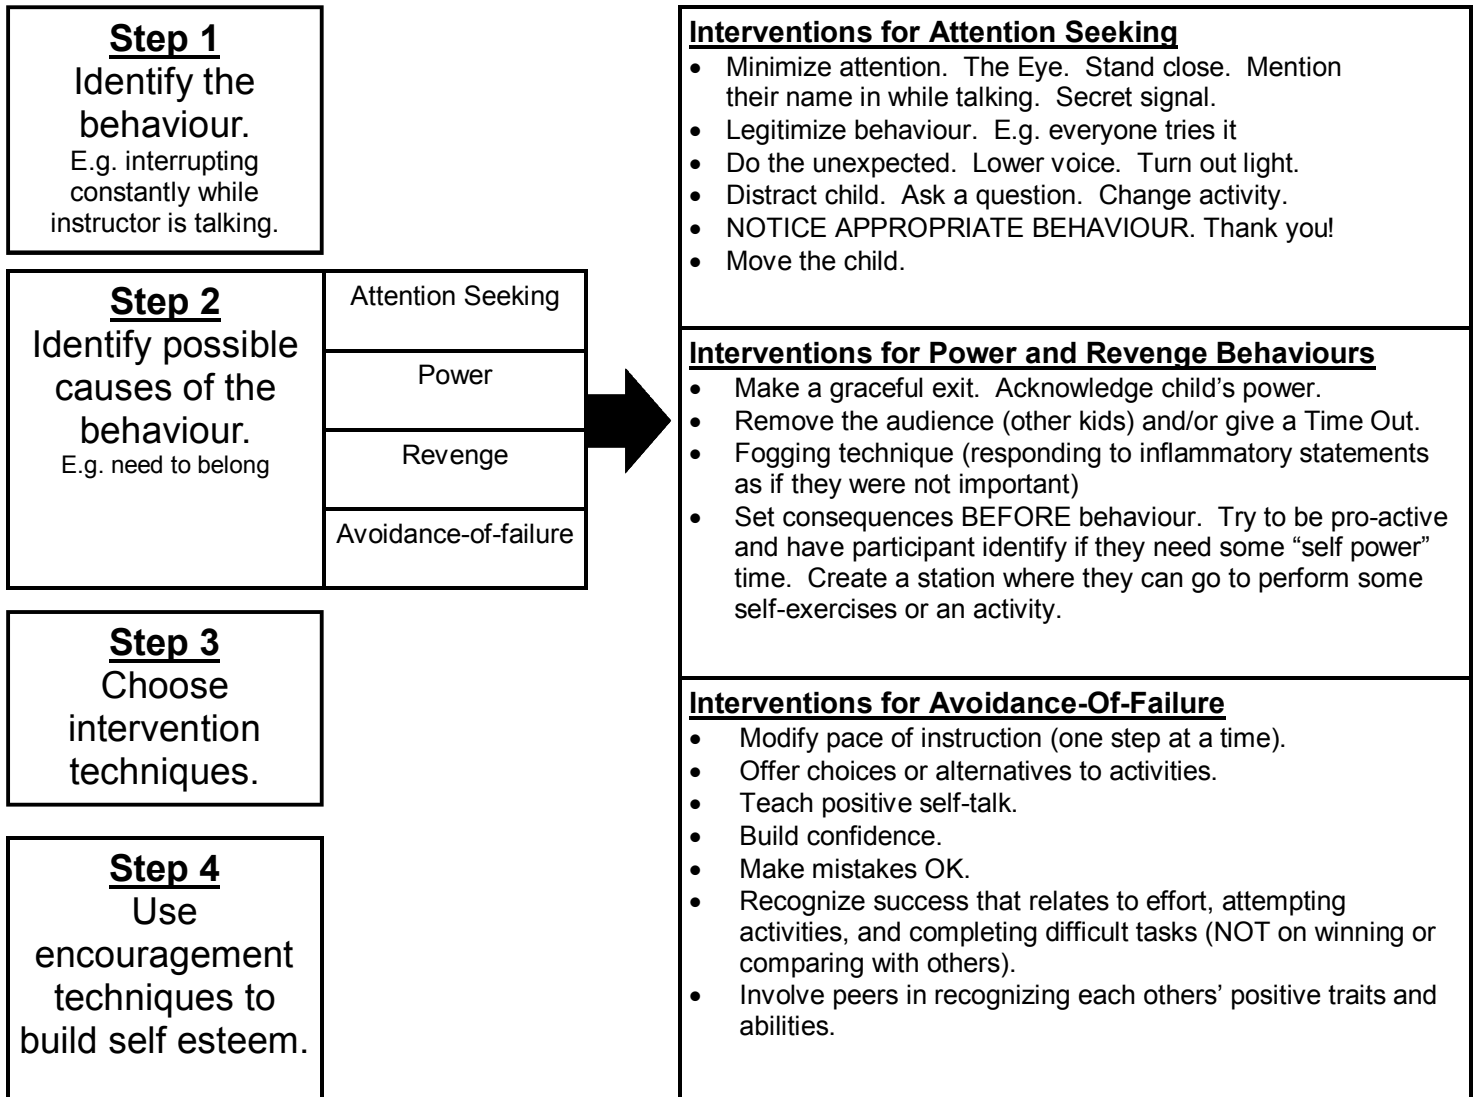 Step 1
Identify the
behaviour.
E.g. interrupting
constantly while
instructor is talking.
Step 2
Identify possible
causes of the
behaviour.
E.g. need to belong
Attention Seeking
Power
Revenge
Avoidance-of-failure
Step 3
Choose
intervention
techniques.
Step 4
Use
encouragement
techniques to
build self esteem.
Interventions for Attention Seeking
• Minimize attention. The Eye. Stand close. Mention
their name in while talking. Secret signal.
• Legitimize behaviour. E.g. everyone tries it
• Do the unexpected. Lower voice. Turn out light.
• Distract child. Ask a question. Change activity.
• NOTICE APPROPRIATE BEHAVIOUR. Thank you!
• Move the child.
Interventions for Power and Revenge Behaviours
• Make a graceful exit. Acknowledge child’s power.
• Remove the audience (other kids) and/or give a Time Out.
• Fogging technique (responding to inflammatory statements
as if they were not important)
• Set consequences BEFORE behaviour. Try to be pro-active
and have participant identify if they need some “self power”
time. Create a station where they can go to perform some
self-exercises or an activity.
Interventions for Avoidance-Of-Failure
• Modify pace of instruction (one step at a time).
• Offer choices or alternatives to activities.
• Teach positive self-talk.
• Build confidence.
• Make mistakes OK.
• Recognize success that relates to effort, attempting
activities, and completing difficult tasks (NOT on winning or
comparing with others).
• Involve peers in recognizing each others’ positive traits and
abilities.